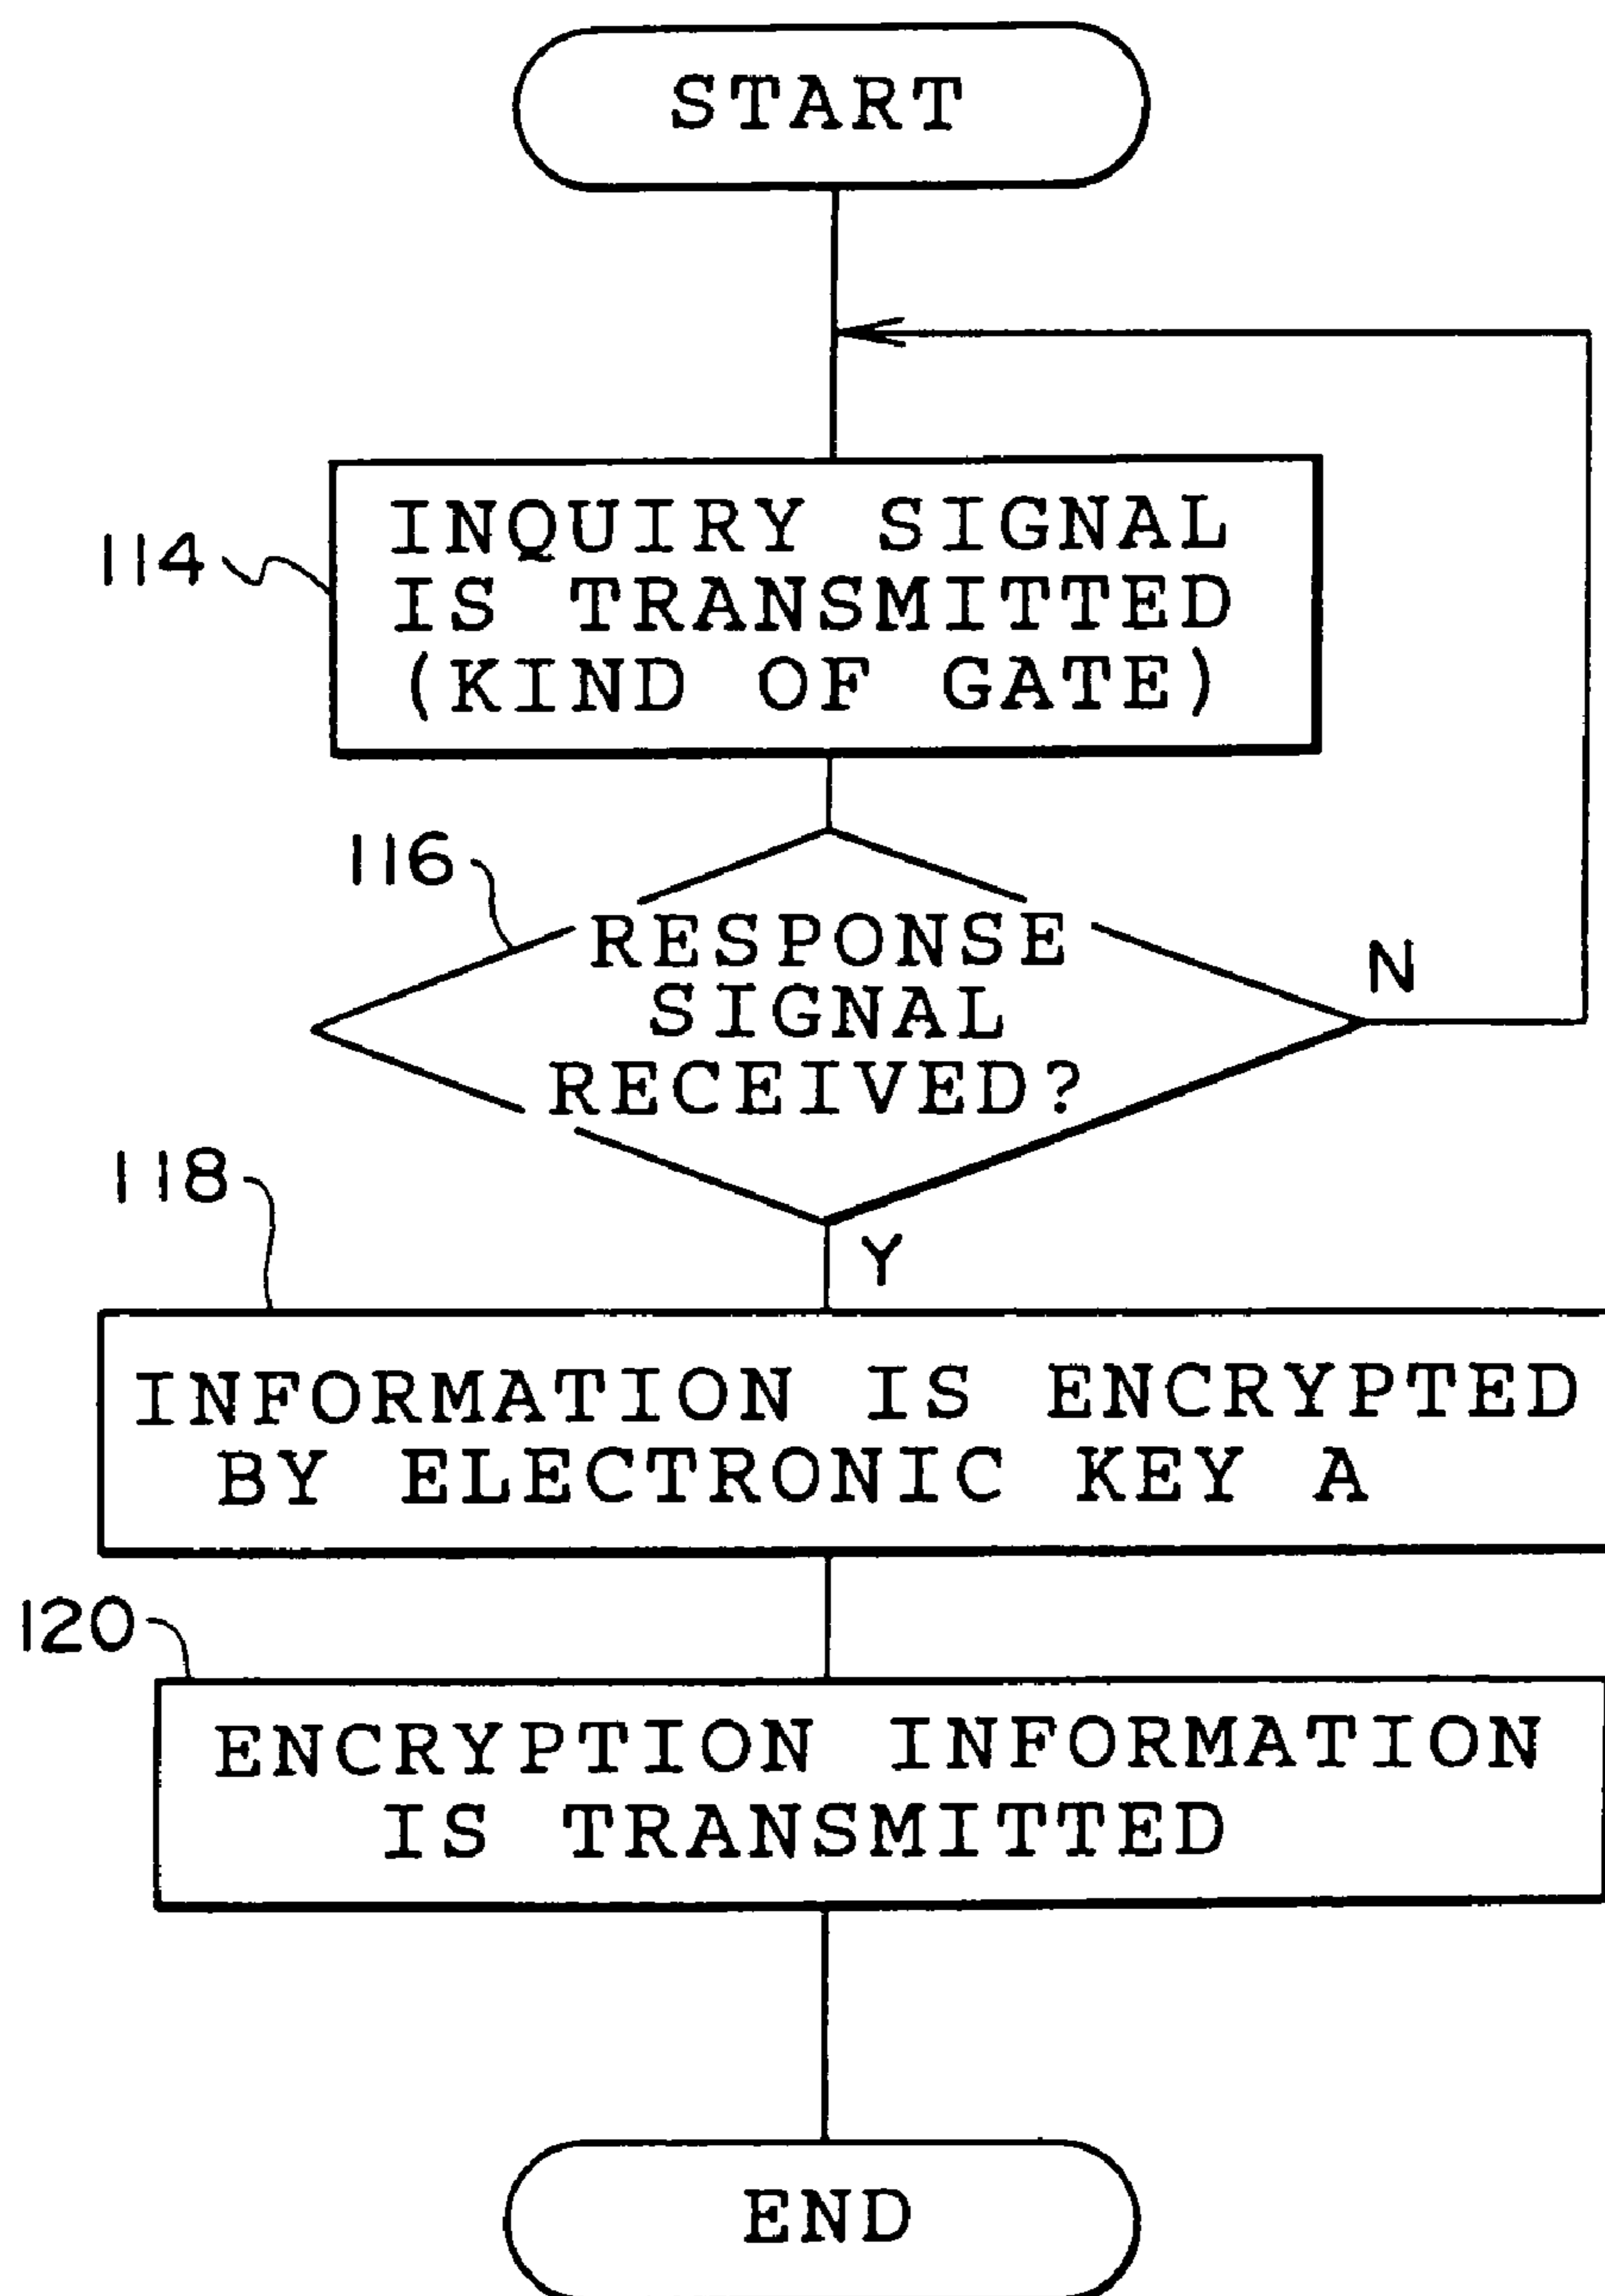 START
114
INQUIRY SIGNAL
IS TRANSMITTED
(KIND OF GATE)
116
RESPONSE
SIGNAL
RECEIVED?
N
Y
118
INFORMATION IS ENCRYPTED
BY ELECTRONIC KEY A
120
ENCRYPTION INFORMATION
IS TRANSMITTED
END